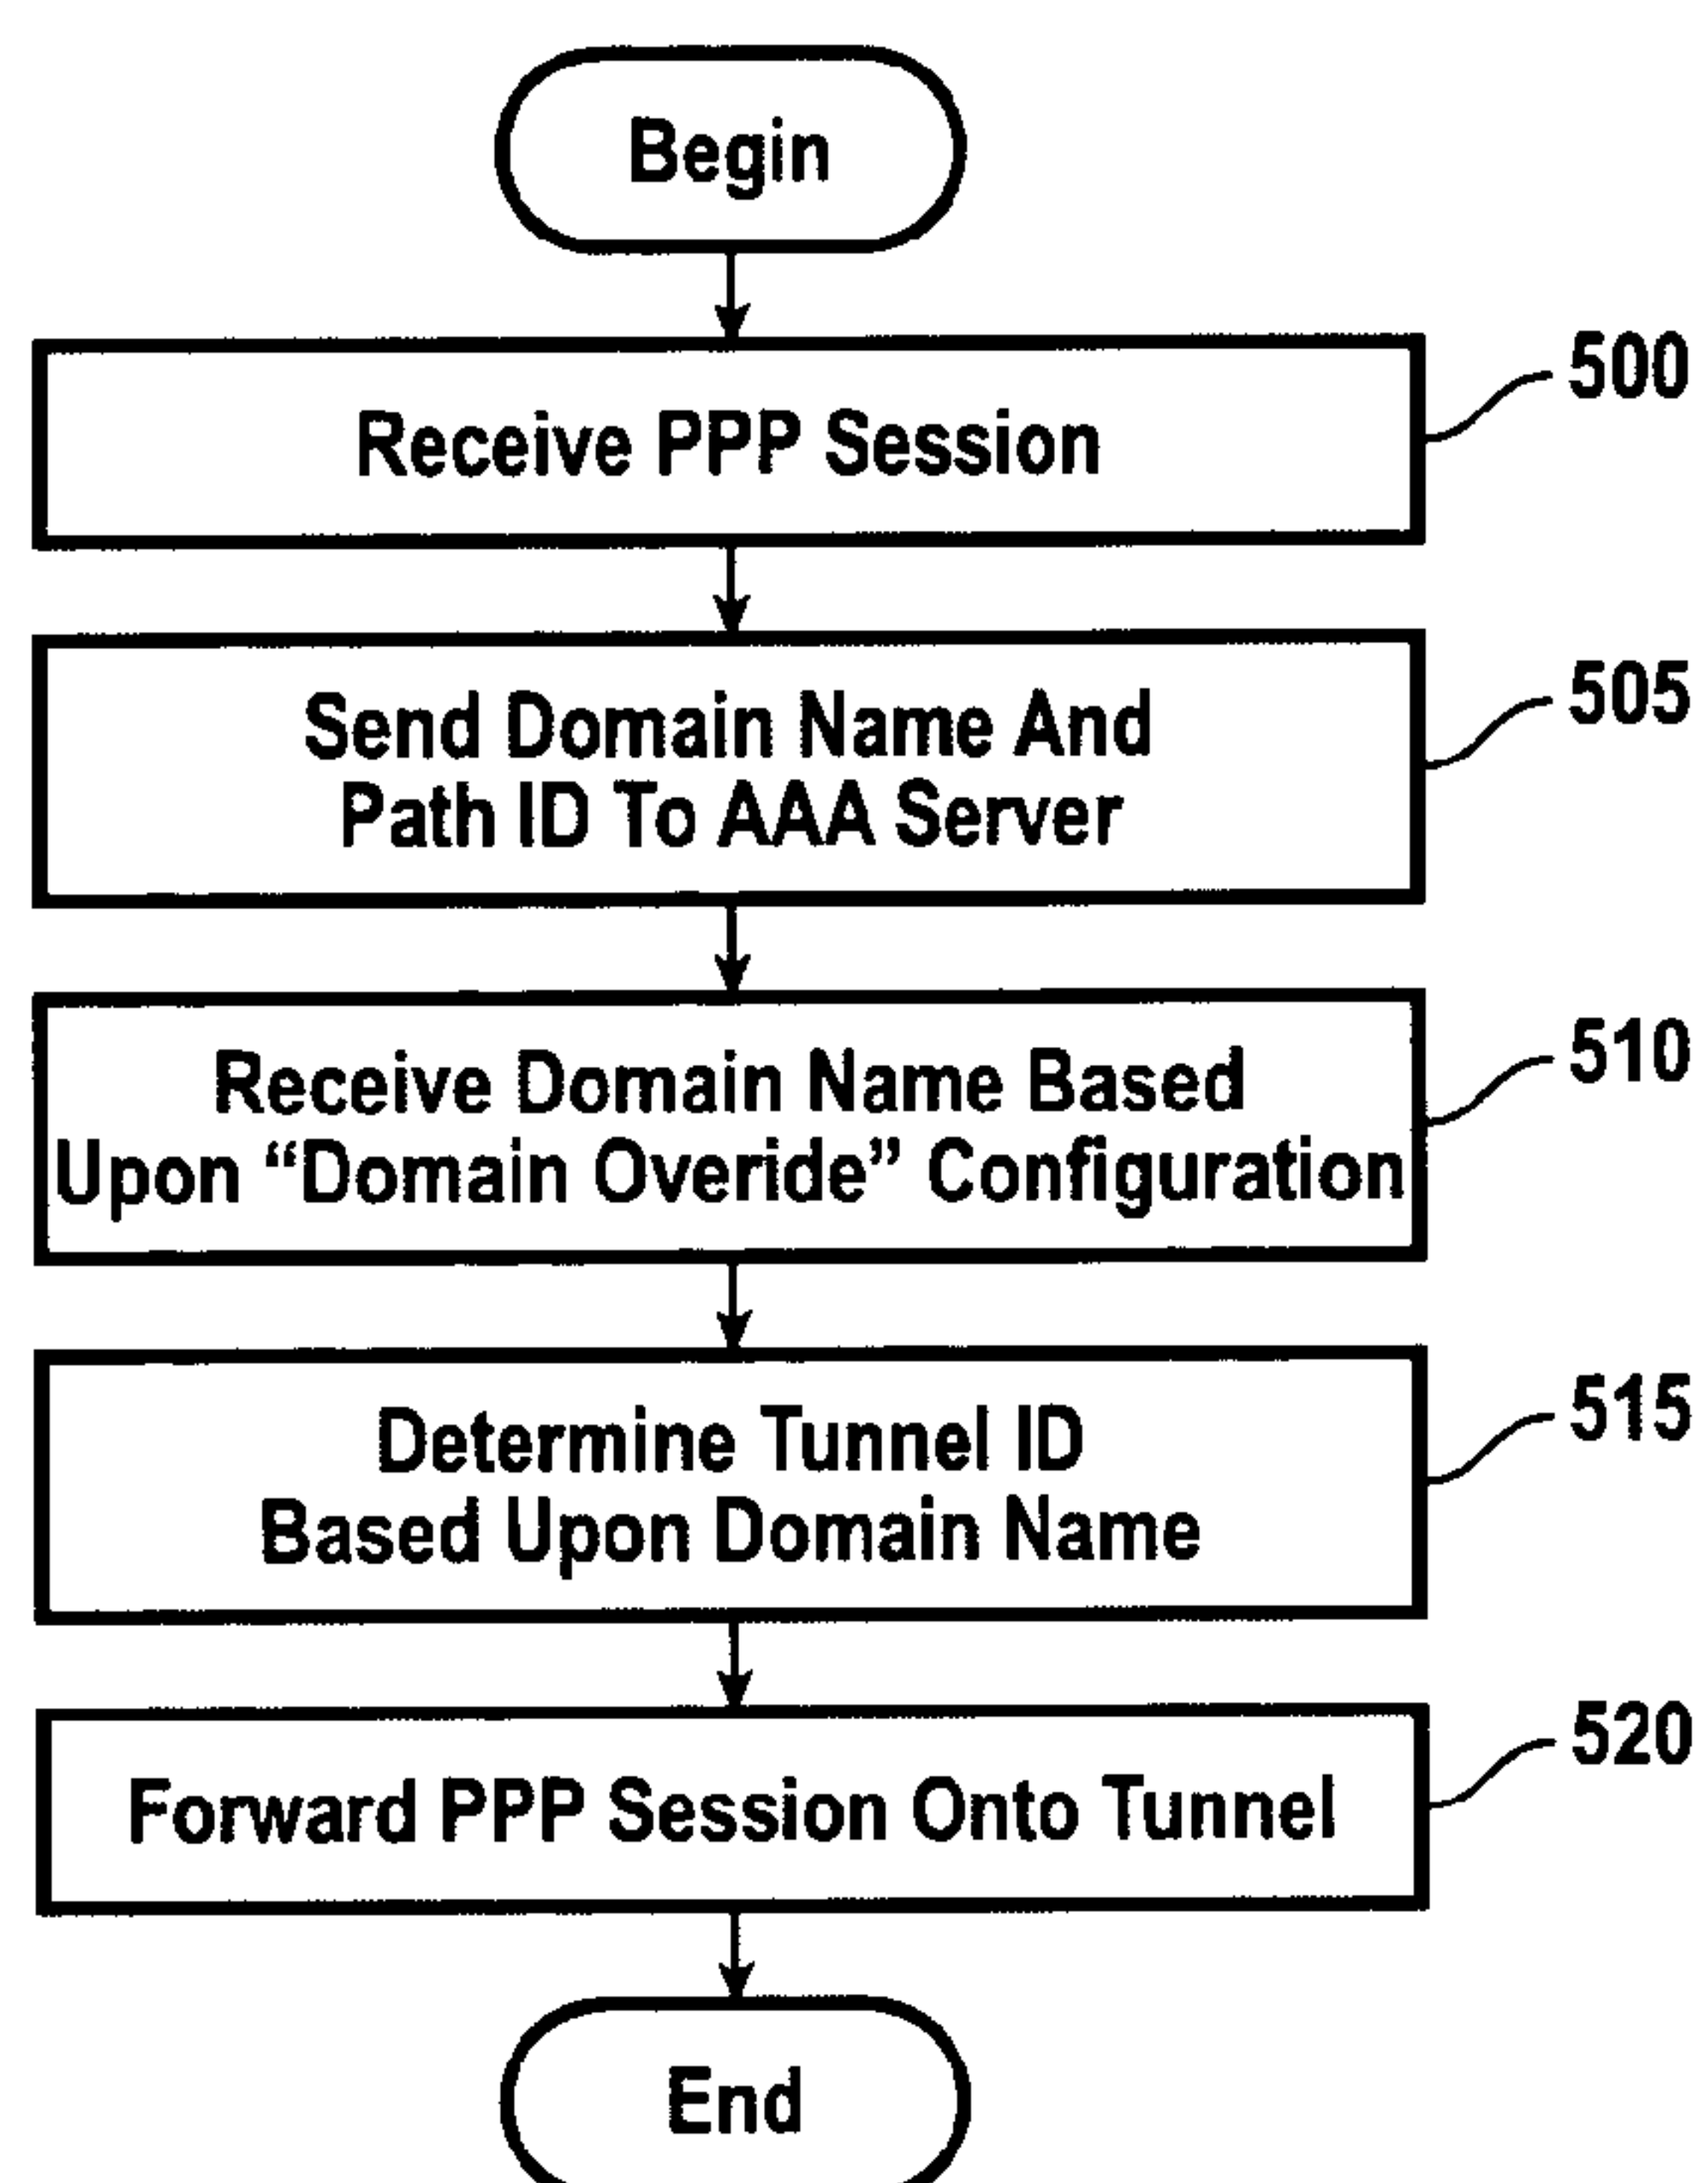 Begin
500
Receive PPP Session
505
Send Domain Name And
Path ID To AAA Server
510
Receive Domain Name Based
Upon “Domain Overide” Configuration
515
Determine Tunnel ID
Based Upon Domain Name
520
Forward PPP Session Onto Tunnel
End